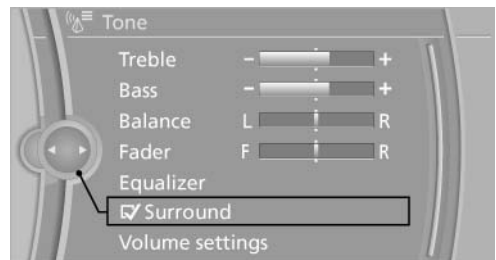 Tone
Treble - +
Bass - +
Balance L R
Fader F R
Equalizer
Surround
Volume settings